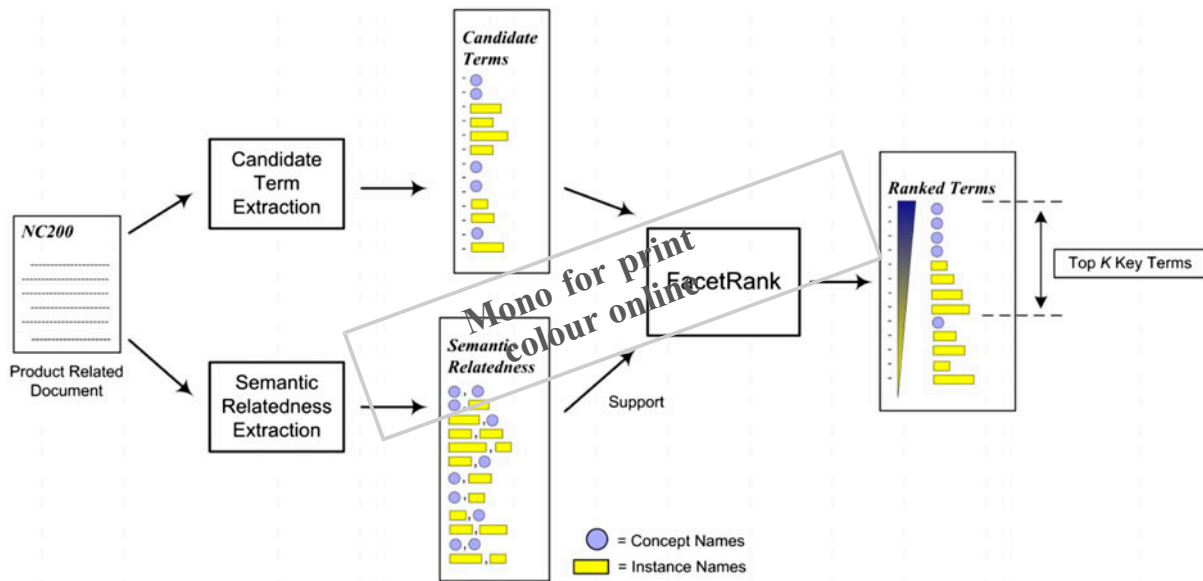 Candidate
Terms
Candidate
Term
Extraction
NC200
Product Related
Document
Semantic
Relatedness
Extraction
Semantic
Relatedness
Mono for print
colour online
FacetRank
Support
Ranked Terms
Top K Key Terms
= Concept Names
= Instance Names